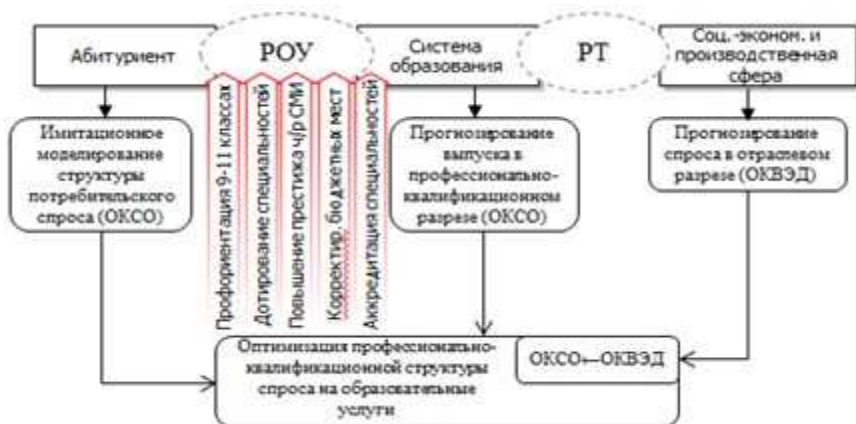 Абитуриент
РОУ
Система
образования
РТ
Соц.-эконом. и
производственная
сфера
Имитационное
моделирование
структуры
потребительского
спроса (ОКСО)
Профориентация 9-11 классах
Дотирование специальностей
Повышение престижа ч/р СМИ
Корректир. бюджетных мест
Аккредитация специальностей
Прогнозирование
выпуска в
профессионально-
квалификационном
разрезе (ОКСО)
Прогнозирование
спроса в отраслевом
разрезе (ОКВЭД)
Оптимизация профессионально-
квалификационной структуры
спроса на образовательные
услуги
ОКСО←ОКВЭД